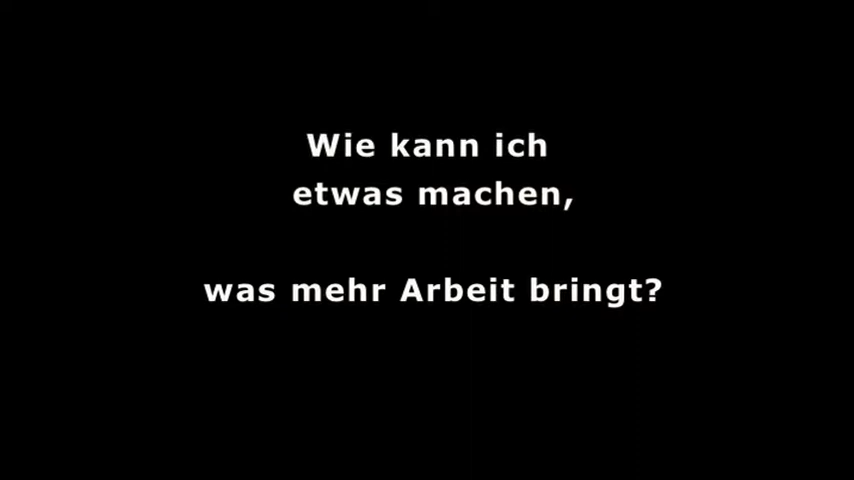 Wie kann ich
etwas machen,
was mehr Arbeit bringt?